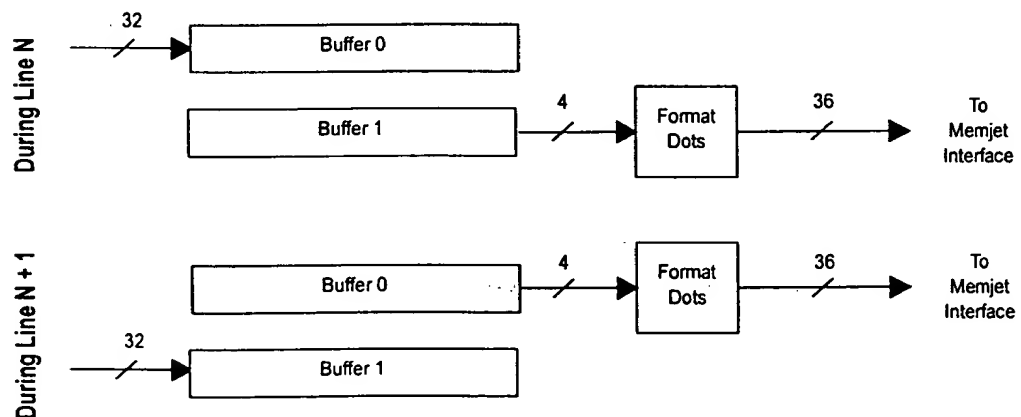 During Line N
32
Buffer 0
Buffer 1
4
Format
Dots
36
To
Memjet
Interface
During Line N + 1
Buffer 0
4
Format
Dots
36
To
Memjet
Interface
32
Buffer 1